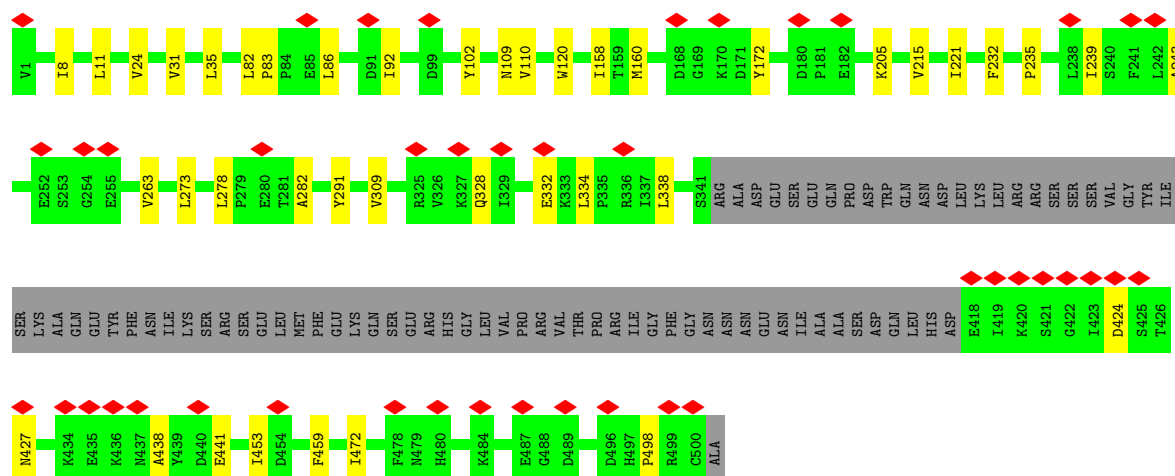 V1 I8 L11 V24 V31 L35 L82 P83 P84 E85 L86 D91 I92 D99 Y102 N109 V110 W120 I158 T159 M160 D168 G169 K170 D171 Y172 D180 P181 E182 K205 V215 I221 F232 P235 L238 I239 S240 F241 L242 A243
E252 S253 G254 E255 V263 L273 L278 P279 E280 T281 A282 Y291 V309 R325 V326 K327 Q328 I329 E332 K333 L334 P335 R336 I337 L338 S341 ARG ALA ASP GLU SER GLU GLN PRO ASP TRP GLN ASN ASP LEU LYS LEU ARG ARG SER SER SER VAL GLY TYR ILE
SER LYS ALA GLN GLU TYR PHE ASN ILE LYS SER ARG SER GLU LEU MET PHE GLU LYS GLN SER GLU ARG HIS GLY LEU VAL PRO ARG VAL THR PRO ARG ILE GLY PHE GLY ASN ASN ASN GLU ASN ILE ALA ALA SER ASP GLN LEU HIS ASP E418 I419 K420 S421 G422 I423 D424 S425 T426
N427 K434 E435 K436 N437 A438 Y439 D440 E441 I453 D454 F459 I472 F478 N479 H480 K484 E487 G488 D489 D496 H497 P498 R499 C500 ALA